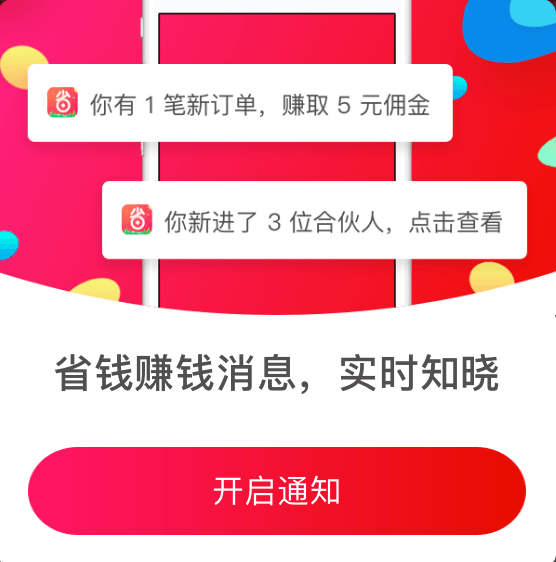 省
你有 1 笔新订单，赚取 5 元佣金
省
你新进了 3 位合伙人，点击查看
省钱赚钱消息，实时知晓
开启通知